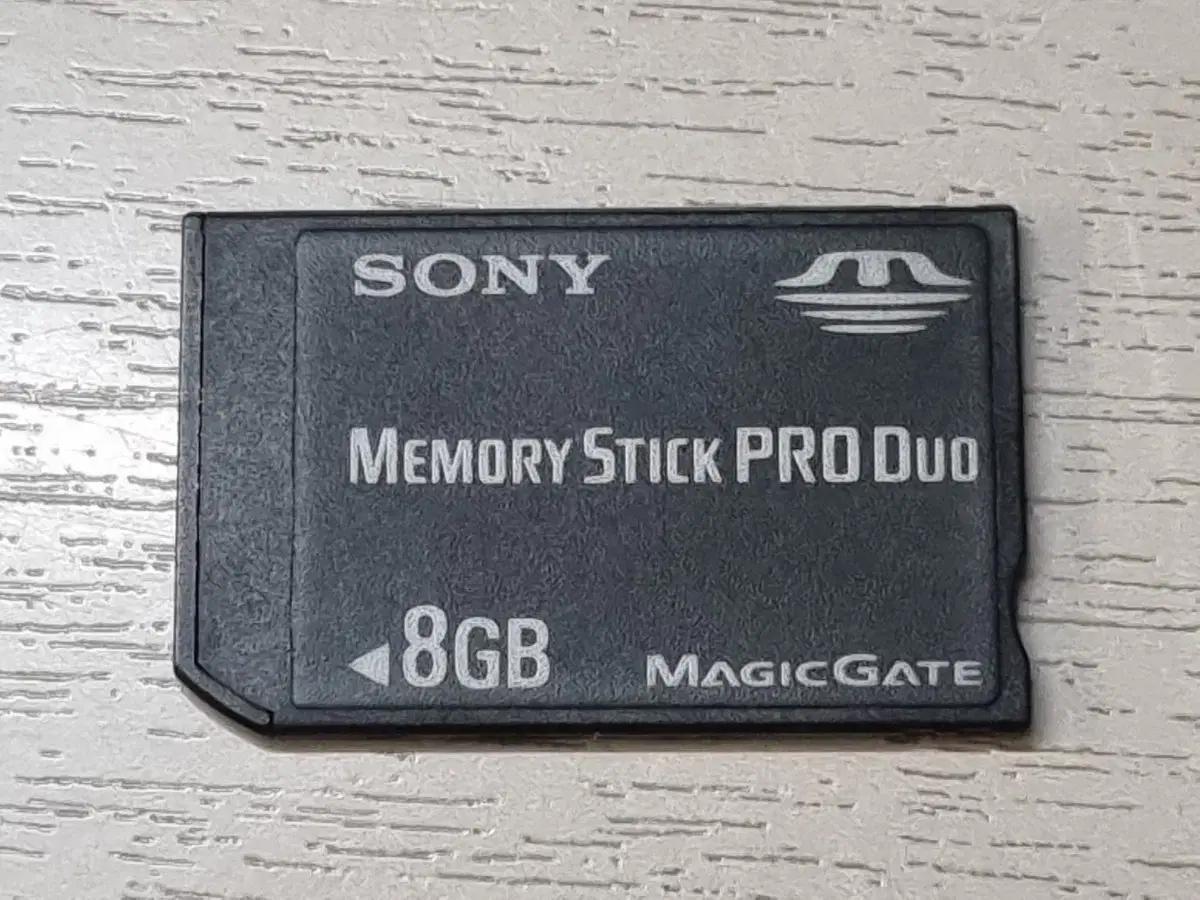 SONY
MEMORY STICK PRO DUO
8GB
MAGICGATE